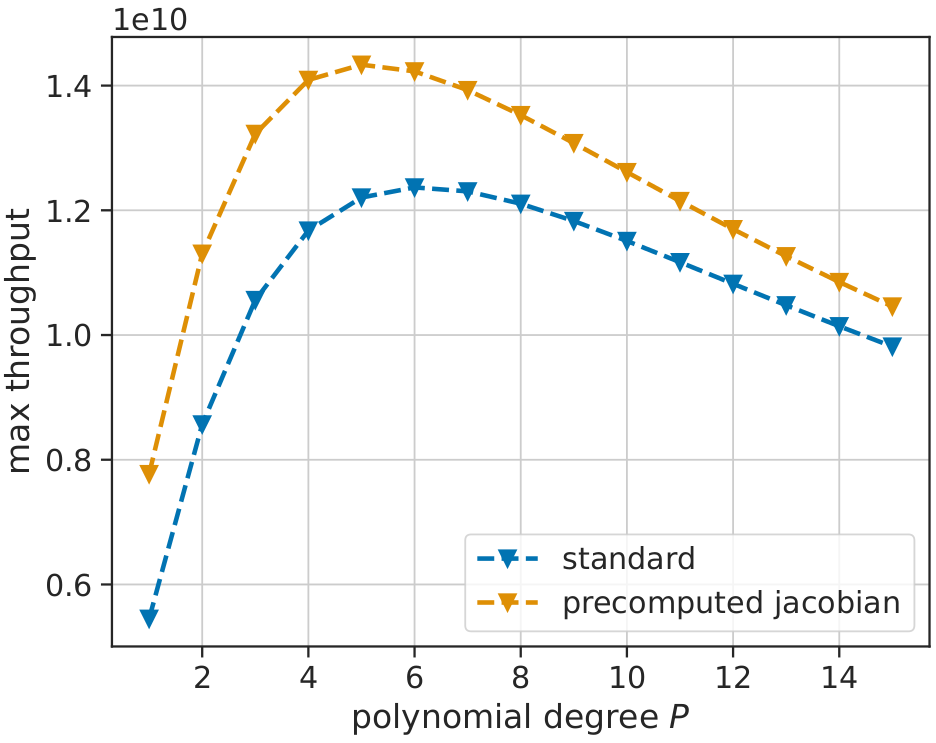 1e10
1.4
1.2
1.0
0.8
0.6
max throughput
standard
precomputed jacobian
2 4 6 8 10 12 14
polynomial degree P